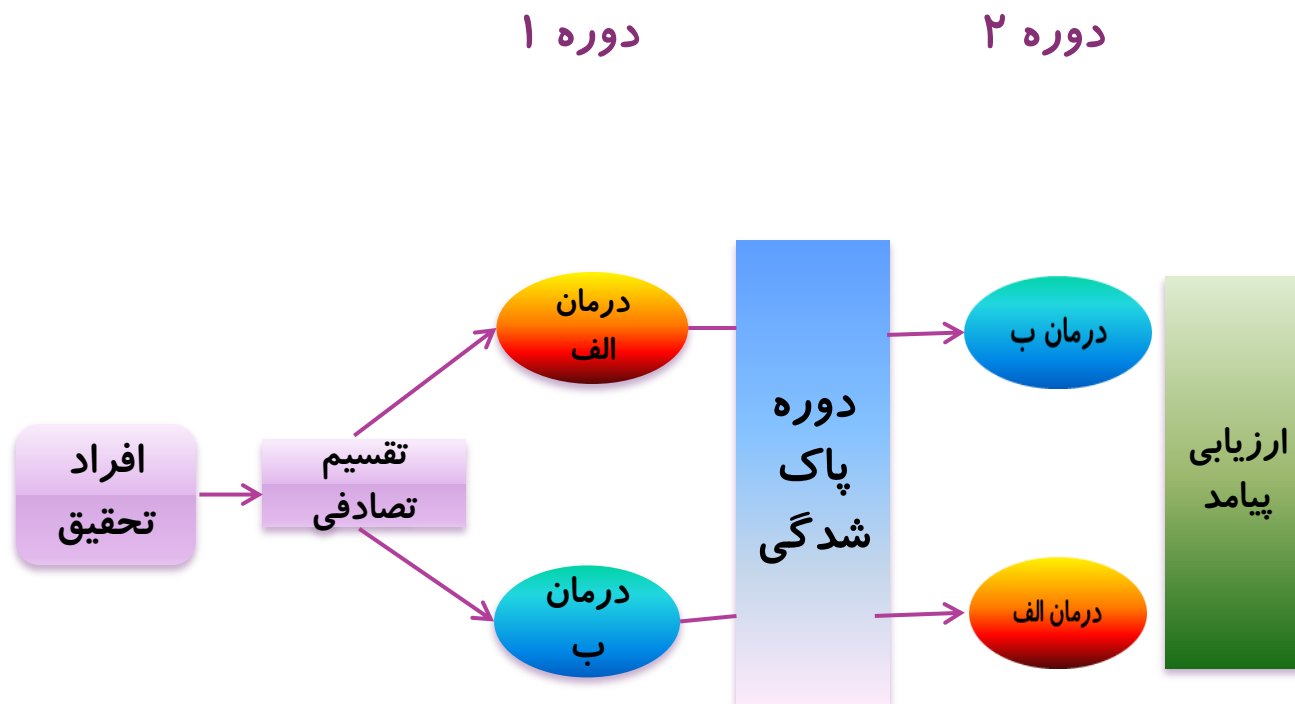 دوره ۱
دوره ۲
افراد
تحقیق
تقسیم
تصادفی
درمان
الف
درمان
ب
دوره
پاک
شدگی
درمان ب
درمان الف
ارزیابی
پیامد